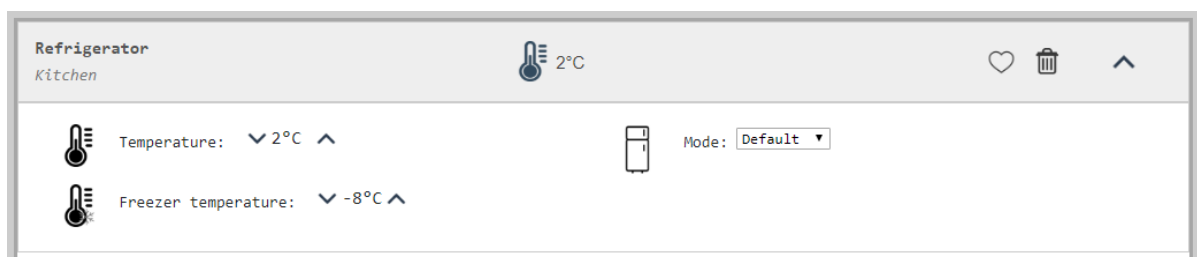 Refrigerator
Kitchen
2°C
Temperature: 2°C
Mode: Default
Freezer temperature: -8°C